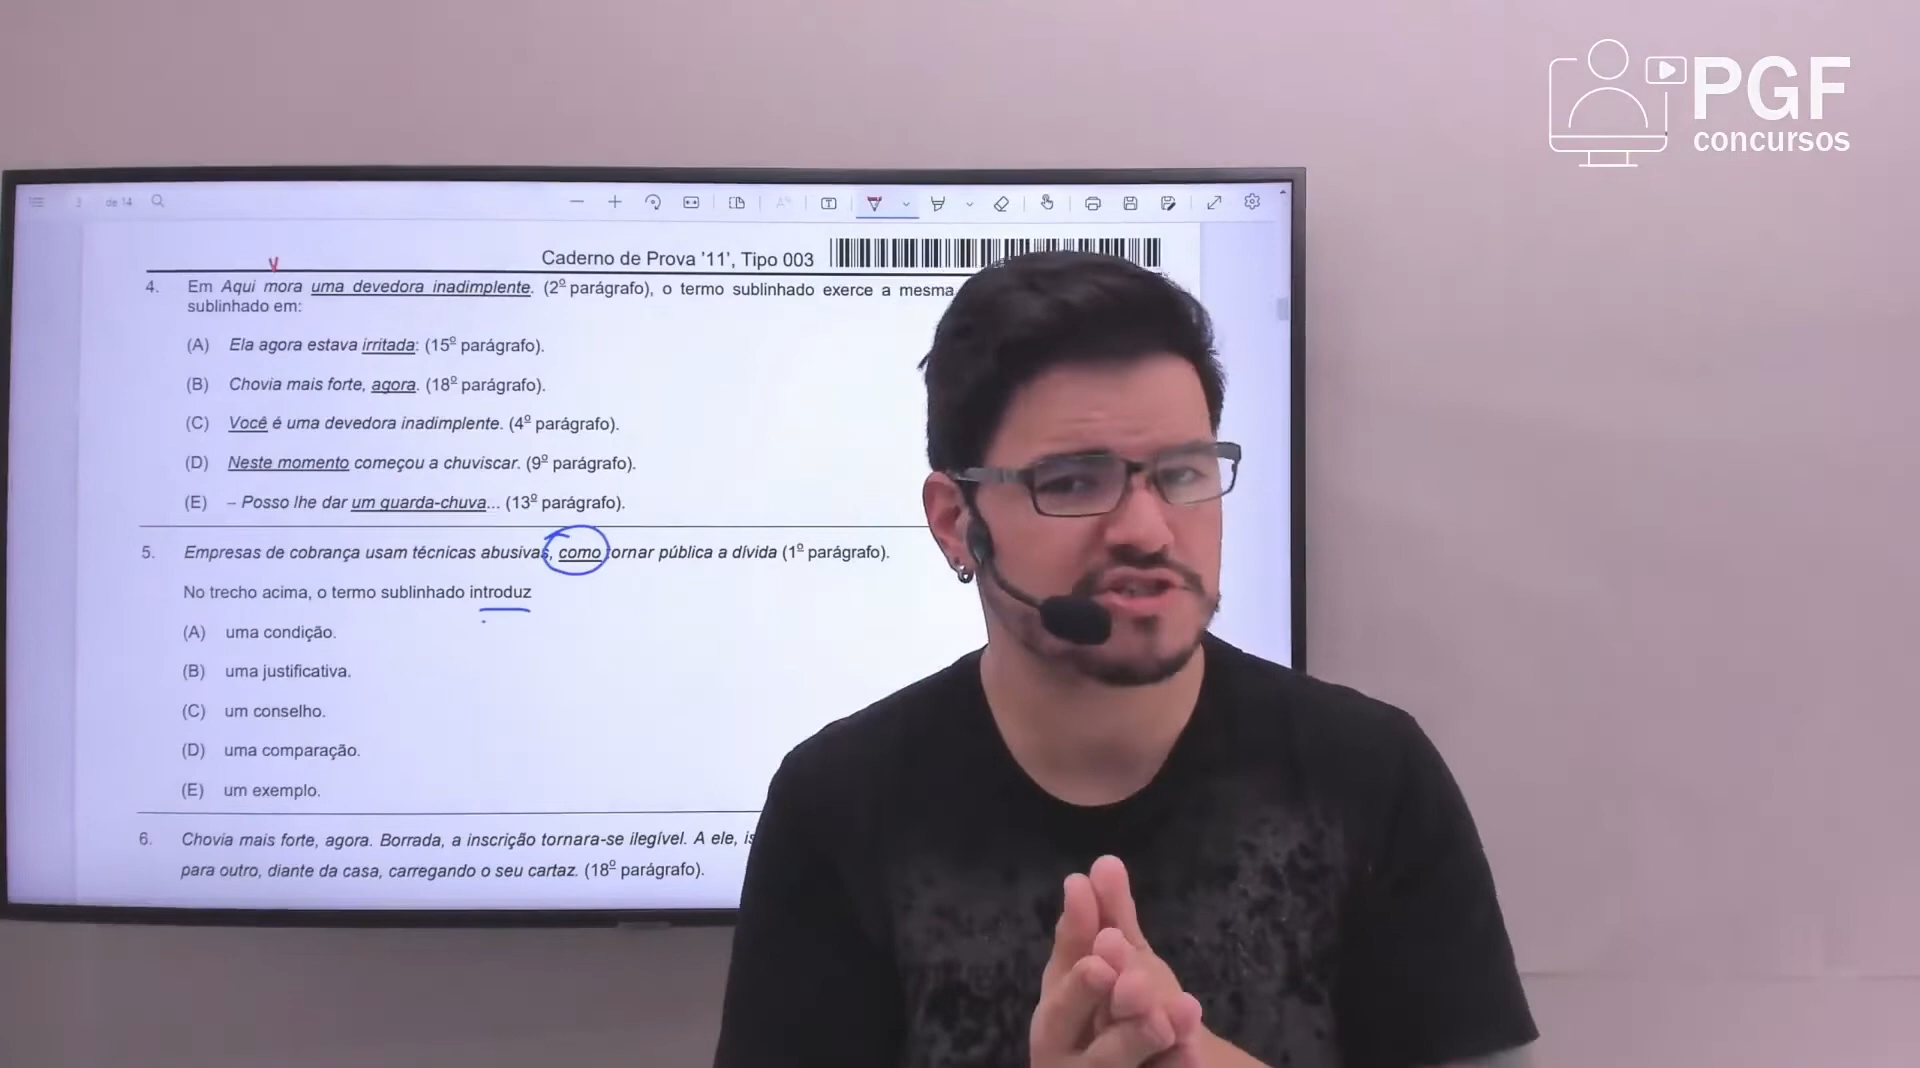 PGF
concursos
3 de 14
Caderno de Prova '11', Tipo 003
4. Em Aqui mora uma devedora inadimplente. (2º parágrafo), o termo sublinhado exerce a mesma
sublinhado em:
(A) Ela agora estava irritada: (15º parágrafo).
(B) Chovia mais forte, agora. (18º parágrafo).
(C) Você é uma devedora inadimplente. (4º parágrafo).
(D) Neste momento começou a chuviscar. (9º parágrafo).
(E) – Posso lhe dar um guarda-chuva... (13º parágrafo).
5. Empresas de cobrança usam técnicas abusivas, como tornar pública a dívida (1º parágrafo).
No trecho acima, o termo sublinhado introduz
(A) uma condição.
(B) uma justificativa.
(C) um conselho.
(D) uma comparação.
(E) um exemplo.
6. Chovia mais forte, agora. Borrada, a inscrição tornara-se ilegível. A ele,
para outro, diante da casa, carregando o seu cartaz. (18º parágrafo).